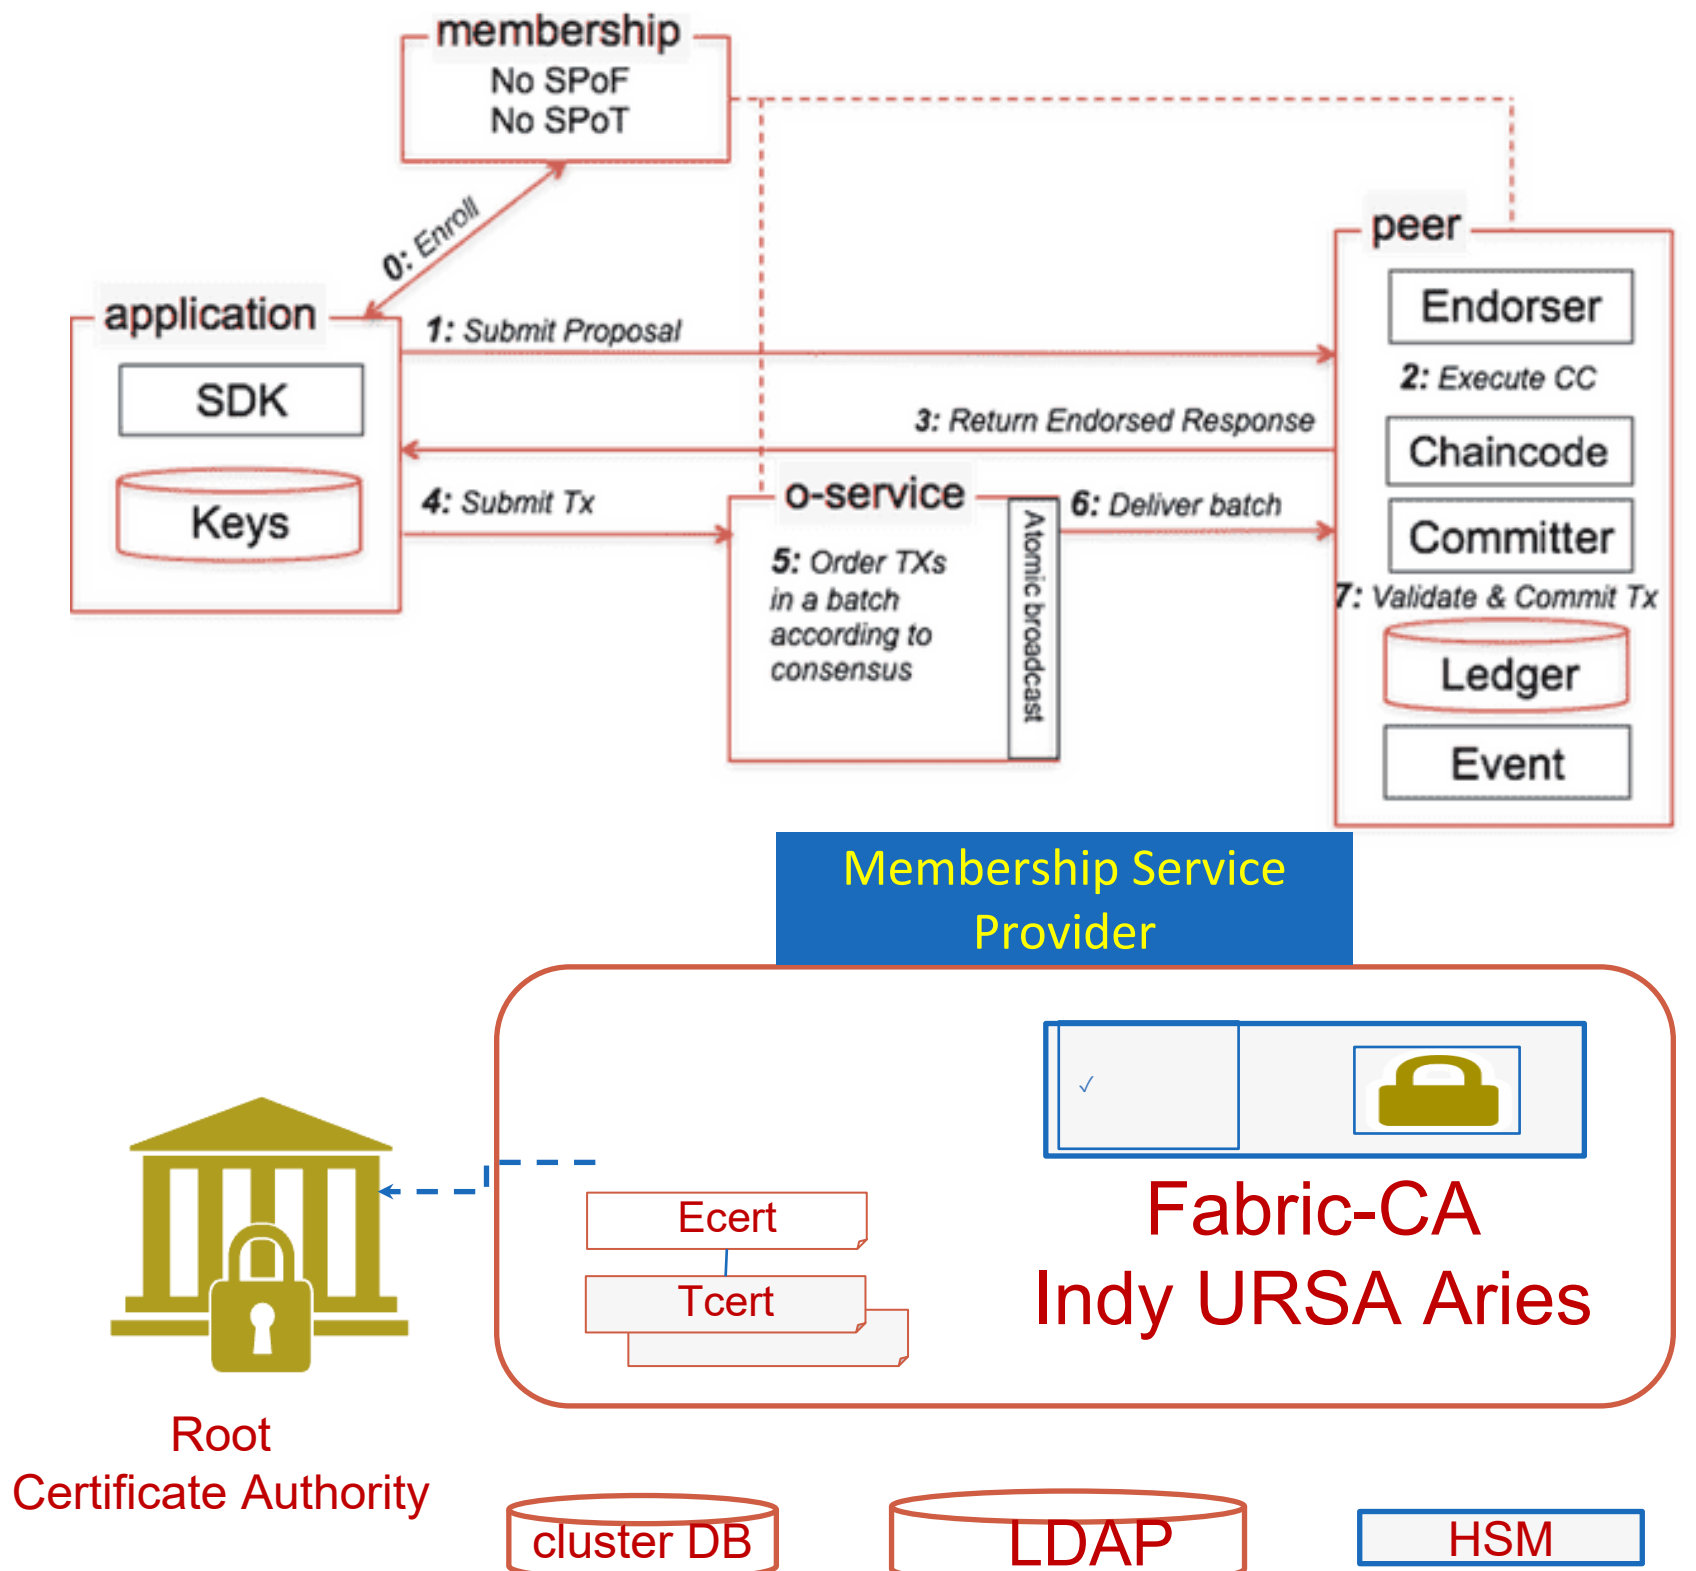 membership
No SPoF
No SPoT
0: Enroll
peer
application
Endorser
1: Submit Proposal
2: Execute CC
SDK
3: Return Endorsed Response
Chaincode
4: Submit Tx
o-service
6: Deliver batch
Keys
Committer
5: Order TXs
in a batch
according to
consensus
Atomic broadcast
7: Validate & Commit Tx
Ledger
Event
Membership Service
Provider
✓
Ecert
Tcert
Fabric-CA
Indy URSA Aries
Root
Certificate Authority
cluster DB
LDAP
HSM